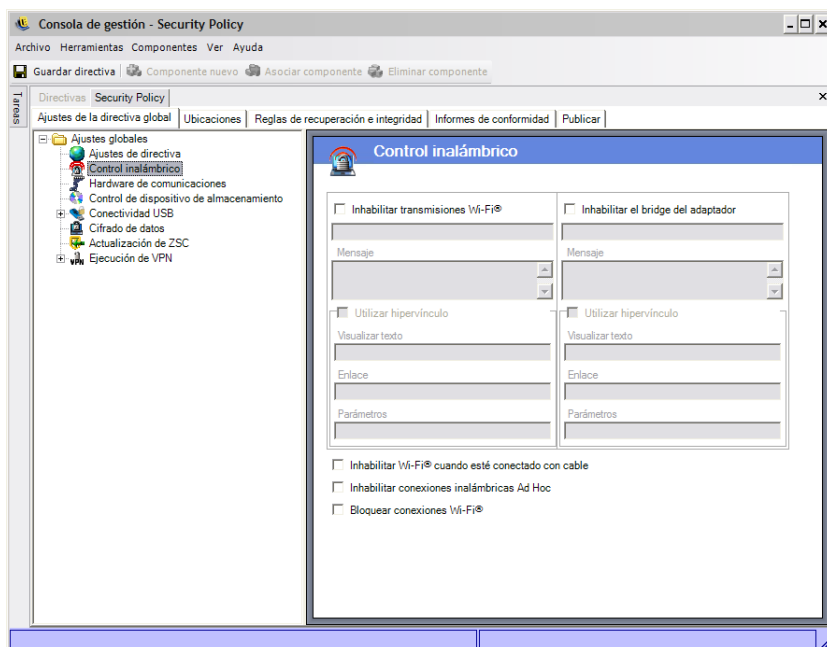 Consola de gestión - Security Policy
Archivo Herramientas Componentes Ver Ayuda
Guardar directiva Componente nuevo Asociar componente Eliminar componente
Tareas
Directivas Security Policy
Ajustes de la directiva global Ubicaciones Reglas de recuperación e integridad Informes de conformidad Publicar
Ajustes globales
Ajustes de directiva
Control inalámbrico
Hardware de comunicaciones
Control de dispositivo de almacenamiento
Conectividad USB
Cifrado de datos
Actualización de ZSC
VPN Ejecución de VPN
Control inalámbrico
Inhabilitar transmisiones Wi-Fi® Inhabilitar el bridge del adaptador
Mensaje Mensaje
Utilizar hipervínculo Utilizar hipervínculo
Visualizar texto Visualizar texto
Enlace Enlace
Parámetros Parámetros
Inhabilitar Wi-Fi® cuando esté conectado con cable
Inhabilitar conexiones inalámbricas Ad Hoc
Bloquear conexiones Wi-Fi®